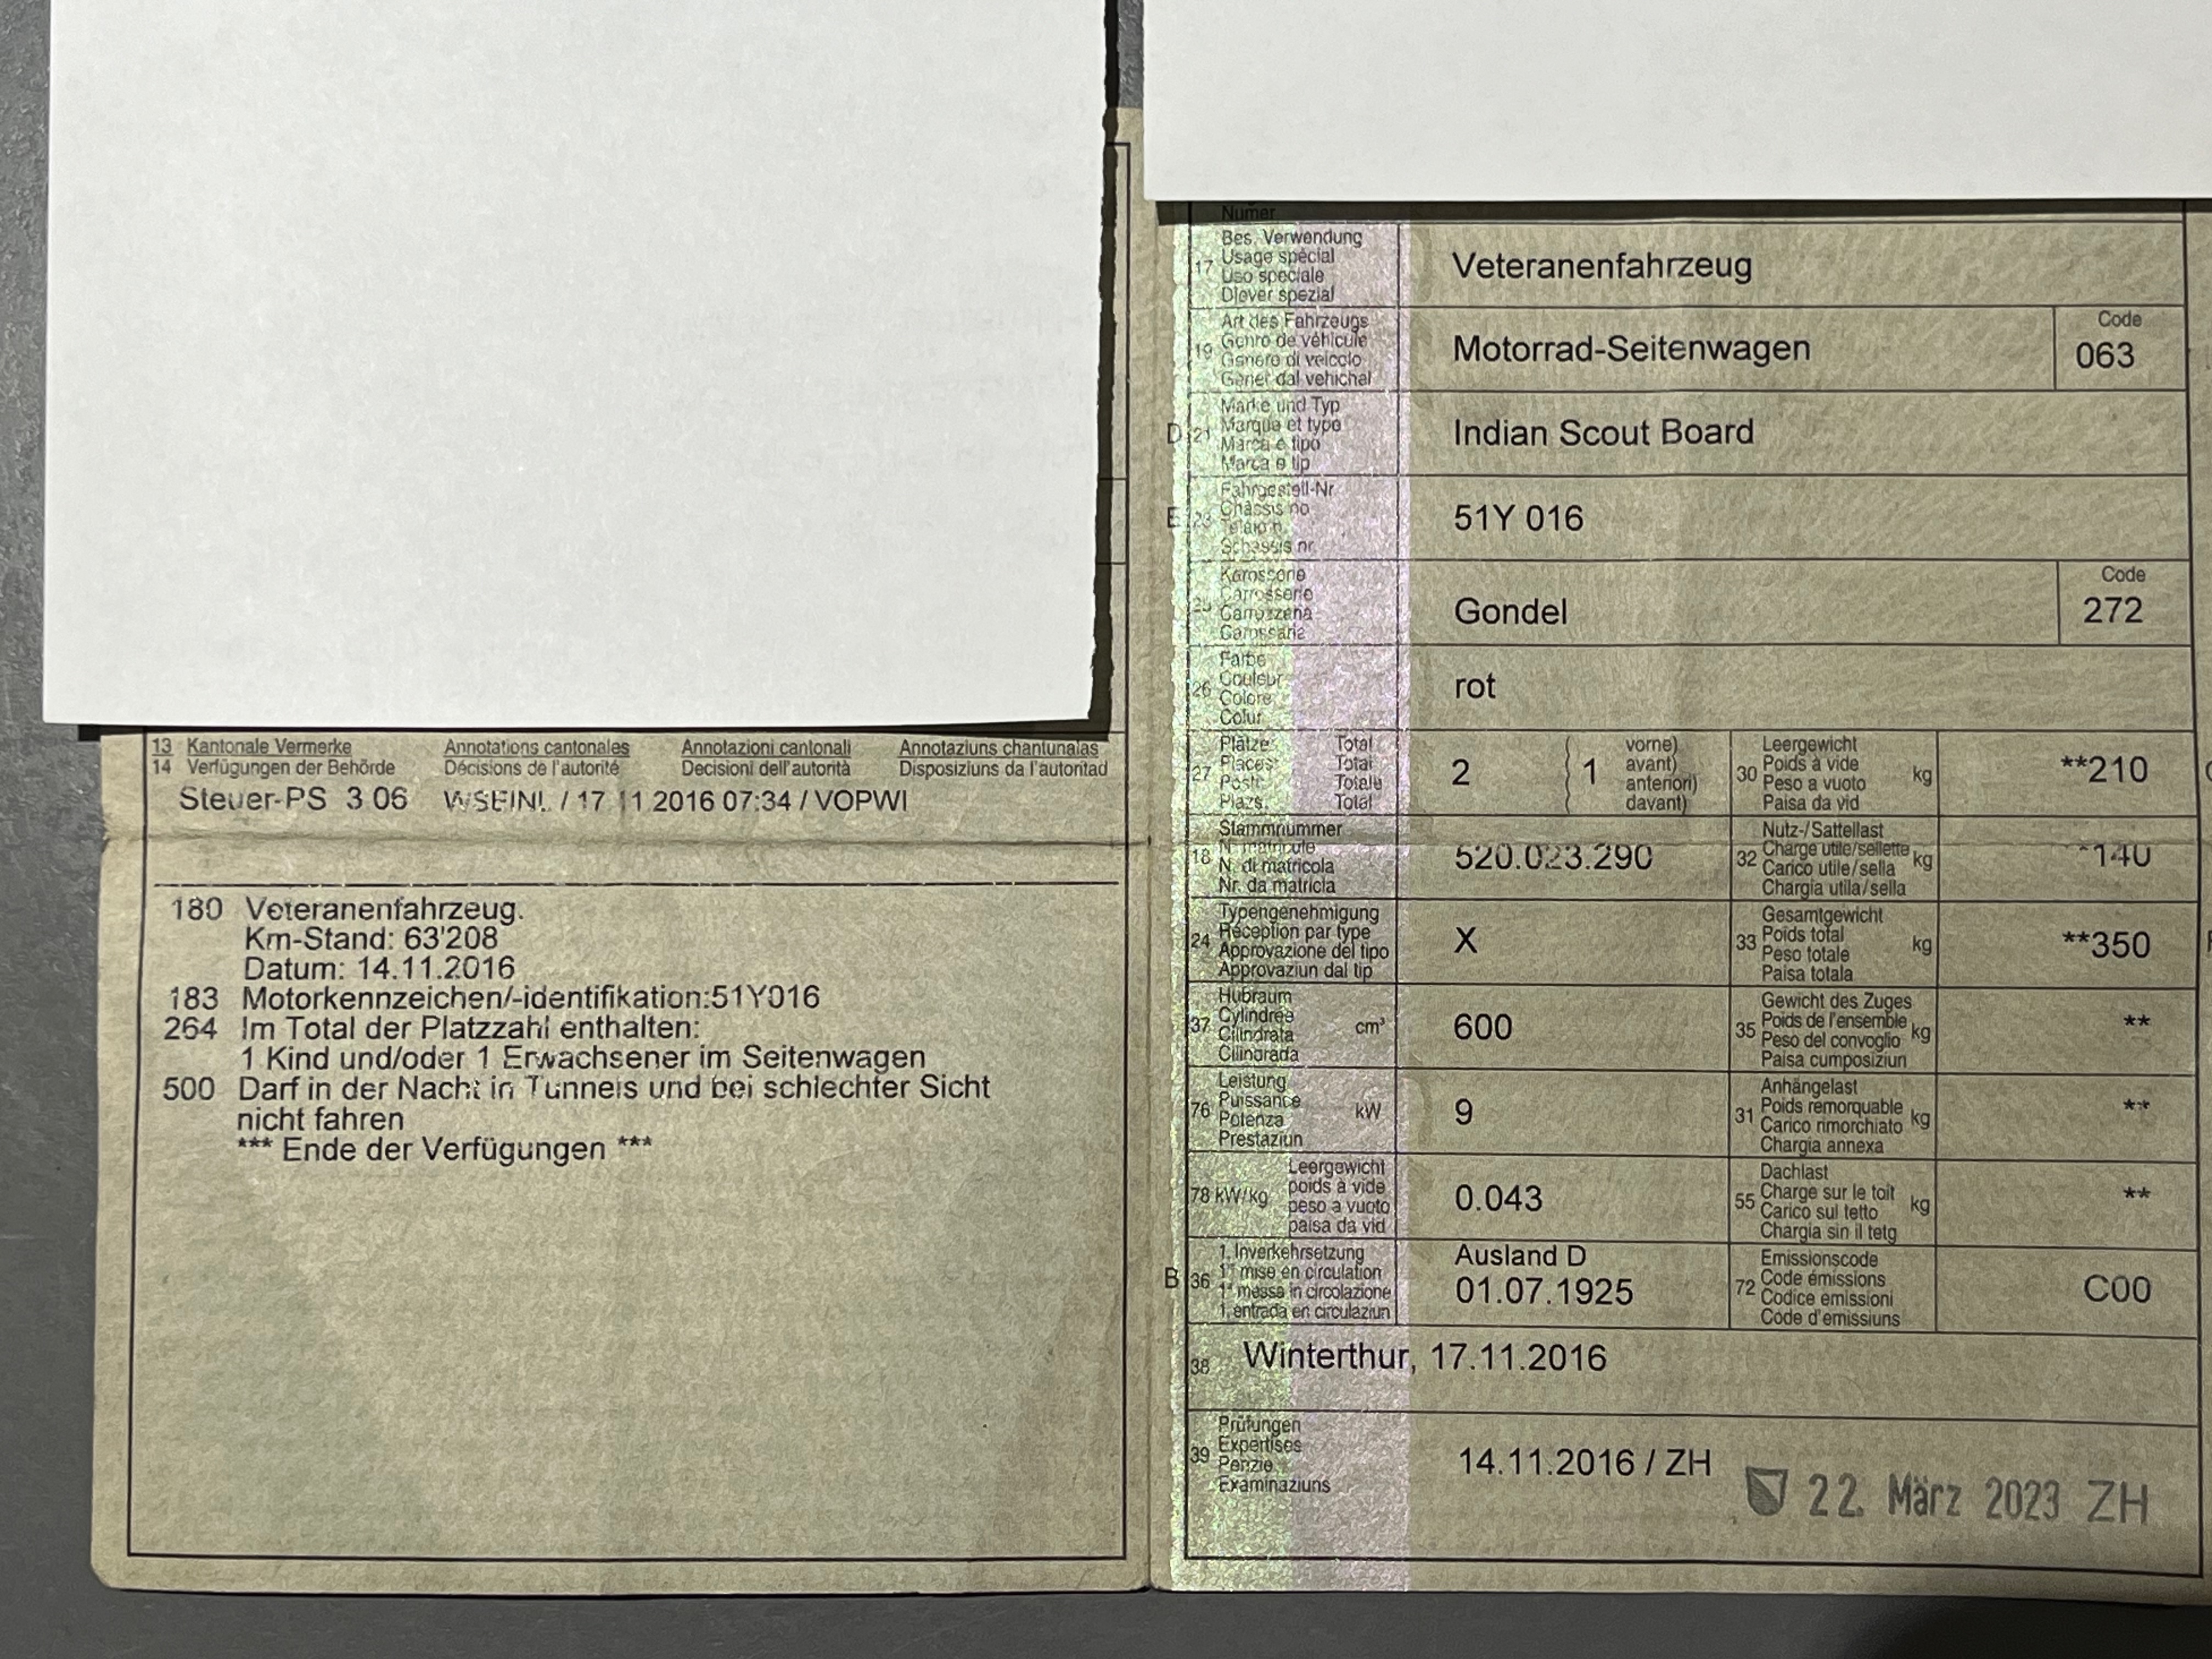 13 Kantonale Vermerke Annotations cantonales Annotazioni cantonali Annotaziuns chantunalas
14 Verfügungen der Behörde Décisions de l'autorité Decisioni dell'autorità Disposiziuns da l'autoritad
Steuer-PS 3 06 / 17 11 2016 07:34 / VOPWI
180 Veteranenfahrzeug.
Km-Stand: 63'208
Datum: 14.11.2016
183 Motorkennzeichen/-identifikation:51Y016
264 Im Total der Platzzahl enthalten:
1 Kind und/oder 1 Erwachsener im Seitenwagen
500 Darf in der Nacht in Tunnels und bei schlechter Sicht
nicht fahren
*** Ende der Verfügungen ***
Numer
17 Bes. Verwendung
Usage spécial
Uso speciale
Diever spezial
Veteranenfahrzeug
19 Art des Fahrzeugs
Genre de véhicule
Genere di veicolo
Gener dal vehichel
Motorrad-Seitenwagen
Code
063
D 21 Marke und Typ
Marque et type
Marca e tipo
Marca e tip
Indian Scout Board
E 23 Fahrgestell-Nr
Châssis no
Telaio n.
Schassis nr.
51Y 016
25 Karosserie
Carrosserie
Carrozzeria
Carossaria
Gondel
Code
272
26 Farbe
Couleur
Colore
Colur
rot
27 Plätze Total
Places Total
Posti Totale
Plazs Total
2
1 vorne)
avant)
anteriori)
davant)
30 Leergewicht
Poids à vide kg
Peso a vuoto
Paisa da vid
**210
18 Stammnummer
N. matricule
N. di matricola
Nr. da matricla
520.023.290
32 Nutz-/Sattellast
Charge utile/sellette kg
Carico utile/sella
Chargia utila/sella
140
24 Typengenehmigung
Réception par type
Approvazione del tipo
Approvaziun dal tip
X
33 Gesamtgewicht
Poids total kg
Peso totale
Paisa totala
**350
37 Hubraum
Cylindrée cm³
Cilindrata
Cilindrada
600
35 Gewicht des Zuges
Poids de l'ensemble kg
Peso del convoglio
Paisa cumposiziun
**
76 Leistung
Puissance kW
Potenza
Prestaziun
9
31 Anhängelast
Poids remorquable kg
Carico rimorchiato
Chargia annexa
**
78 kW/kg Leergewicht
poids à vide
peso a vuoto
paisa da vid
0.043
55 Dachlast
Charge sur le toit kg
Carico sul tetto
Chargia sin il tetg
**
B 36 1. Inverkehrsetzung
1re mise en circulation
1a messa in circolazione
1. entrada en circulaziun
Ausland D
01.07.1925
72 Emissionscode
Code émissions
Codice emissioni
Code d'emissiuns
C00
38 Winterthur, 17.11.2016
39 Prüfungen
Expertises
Perizie
Examinaziuns
14.11.2016 / ZH
22. März 2023 ZH